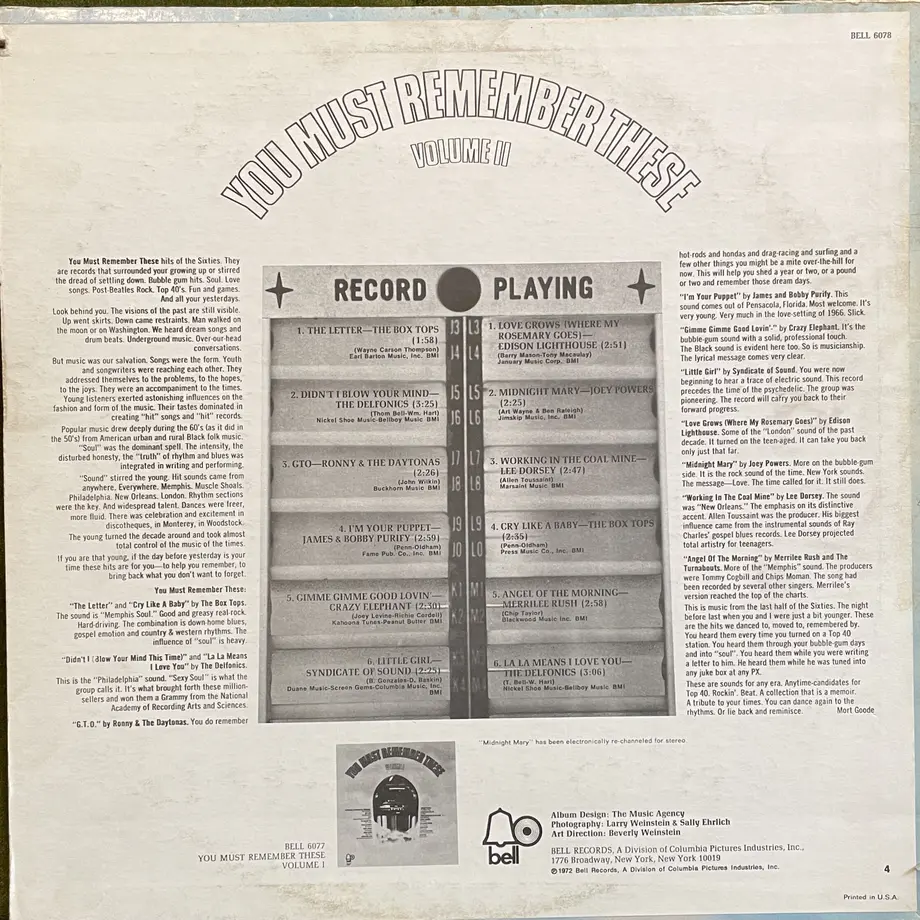 BELL 6078
YOU MUST REMEMBER THESE
VOLUME II
You Must Remember These hits of the Sixties. They
are records that surrounded your growing up or stirred
the dread of settling down. Bubble gum hits. Soul. Love
songs. Post-Beatles Rock. Top 40's. Fun and games.
And all your yesterdays.
Look behind you. The visions of the past are still visible.
Up went skirts. Down came restraints. Man walked on
the moon or on Washington. We heard dream songs and
drum beats. Underground music. Over-our-head
conversations.
But music was our salvation. Songs were the form. Youth
and songwriters were reaching each other. They
addressed themselves to the problems, to the hopes,
to the joys. They were an accompaniment to the times.
Young listeners exerted astonishing influences on the
fashion and form of the music. Their tastes dominated in
creating "hit" songs and "hit" records.
Popular music drew deeply during the 60's (as it did in
the 50's) from American urban and rural Black folk music.
"Soul" was the dominant spell. The intensity, the
disturbed honesty, the "truth" of rhythm and blues was
integrated in writing and performing.
"Sound" stirred the young. Hit sounds came from
anywhere. Everywhere. Memphis. Muscle Shoals.
Philadelphia. New Orleans. London. Rhythm sections
were the key. And widespread talent. Dances were freer,
more fluid. There was celebration and excitement in
discotheques, in Monterey, in Woodstock.
The young turned the decade around and took almost
total control of the music of the times.
If you are that young, if the day before yesterday is your
time these hits are for you—to help you remember, to
bring back what you don't want to forget.
You Must Remember These:
"The Letter" and "Cry Like A Baby" by The Box Tops.
The sound is "Memphis Soul." Good and greasy real-rock.
Hard-driving. The combination is down home blues,
gospel emotion and country & western rhythms. The
influence of "soul" is heavy.
"Didn't I (Blow Your Mind This Time)" and "La La Means
I Love You" by The Delfonics.
This is the "Philadelphia" sound. "Sexy Soul" is what the
group calls it. It's what brought forth these million-
sellers and won them a Grammy from the National
Academy of Recording Arts and Sciences.
"G.T.O." by Ronny & The Daytonas. You do remember
RECORD PLAYING
1. THE LETTER—THE BOX TOPS
(1:58)
(Wayne Carson Thompson)
Earl Barton Music, Inc. BMI
2. DIDN'T I BLOW YOUR MIND—
THE DELFONICS (3:25)
(Thom Bell-Wm. Hart)
Nickel Shoe Music-Bellboy Music BMI
3. GTO—RONNY & THE DAYTONAS
(2:26)
(John Wilkin)
Buckhorn Music BMI
4. I'M YOUR PUPPET—
JAMES & BOBBY PURIFY (2:59)
(Penn-Oldham)
Fame Pub. Co., Inc. BMI
5. GIMME GIMME GOOD LOVIN'—
CRAZY ELEPHANT (2:30)
(Joey Levine-Richie Cordell)
Kahoona Tunes-Peanut Butter BMI
6. LITTLE GIRL—
SYNDICATE OF SOUND (2:25)
(B. Gonzales-D. Baskin)
Duane Music-Screen Gems-Columbia Music, Inc.
BMI
J3 L3
J4 L4
J5 L5
J6 L6
J7 L7
J8 L8
J9 L9
J0 L0
K1 M1
K2 M2
1. LOVE GROWS (WHERE MY
ROSEMARY GOES)—
EDISON LIGHTHOUSE (2:51)
(Barry Mason-Tony Macaulay)
January Music Corp. BMI
2. MIDNIGHT MARY—JOEY POWERS
(2:25)
(Art Wayne & Ben Raleigh)
Jimskip Music, Inc. BMI
3. WORKING IN THE COAL MINE—
LEE DORSEY (2:47)
(Allen Toussaint)
Marsaint Music BMI
4. CRY LIKE A BABY—THE BOX TOPS
(2:35)
(Penn-Oldham)
Press Music Co., Inc. BMI
5. ANGEL OF THE MORNING—
MERRILEE RUSH (2:58)
(Chip Taylor)
Blackwood Music Inc. BMI
6. LA LA MEANS I LOVE YOU—
THE DELFONICS (3:06)
(T. Bell-W. Hart)
Nickel Shoe Music-Bellboy Music BMI
hot-rods and hondas and drag-racing and surfing and a
few other things you might be a mite over-the-hill for
now. This will help you shed a year or two, or a pound
or two and remember those dream days.
"I'm Your Puppet" by James and Bobby Purify. This
sound comes out of Pensacola, Florida. Most welcome. It's
very young. Very much in the love-setting of 1966. Slick.
"Gimme Gimme Good Lovin'-" by Crazy Elephant. It's the
bubble-gum sound with a solid, professional touch.
The Black sound is evident here too. So is musicianship.
The lyrical message comes very clear.
"Little Girl" by Syndicate of Sound. You were now
beginning to hear a trace of electric sound. This record
precedes the time of the psychedelic. The group was
pioneering. The record will carry you back to their
forward progress.
"Love Grows (Where My Rosemary Goes)" by Edison
Lighthouse. Some of the "London" sound of the past
decade. It turned on the teen-aged. It can take you back
only just that far.
"Midnight Mary" by Joey Powers. More on the bubble-gum
side. It is the rock sound of the time. New York sounds.
The message—Love. The time called for it. It still does.
"Working In The Coal Mine" by Lee Dorsey. The sound
was "New Orleans." The emphasis on its distinctive
accent. Allen Toussaint was the producer. His biggest
influence came from the instrumental sounds of Ray
Charles' gospel blues records. Lee Dorsey projected
total artistry for teenagers.
"Angel Of The Morning" by Merrilee Rush and The
Turnabouts. More of the "Memphis" sound. The producers
were Tommy Cogbill and Chips Moman. The song had
been recorded by several other singers. Merrilee's
version reached the top of the charts.
This is music from the last half of the Sixties. The night
before last when you and I were just a bit younger. These
are the hits we danced to, moved to, remembered by.
You heard them every time you turned on a Top 40
station. You heard them through your bubble-gum days
and into "soul". You heard them while you were writing
a letter to him. He heard them while he was tuned into
any juke box at any PX.
These are sounds for any era. Anytime-candidates for
Top 40. Rockin'. Beat. A collection that is a memoir.
A tribute to your times. You can dance again to the
rhythms. Or lie back and reminisce. Mort Goode
"Midnight Mary" has been electronically re-channeled for stereo
YOU MUST REMEMBER THESE
BELL 6077
YOU MUST REMEMBER THESE
VOLUME I
bell
Album Design: The Music Agency
Photography: Larry Weinstein & Sally Ehrlich
Art Direction: Beverly Weinstein
BELL RECORDS, A Division of Columbia Pictures Industries, Inc.,
1776 Broadway, New York, New York 10019
℗1972 Bell Records, A Division of Columbia Pictures Industries, Inc.
4
Printed in U.S.A.